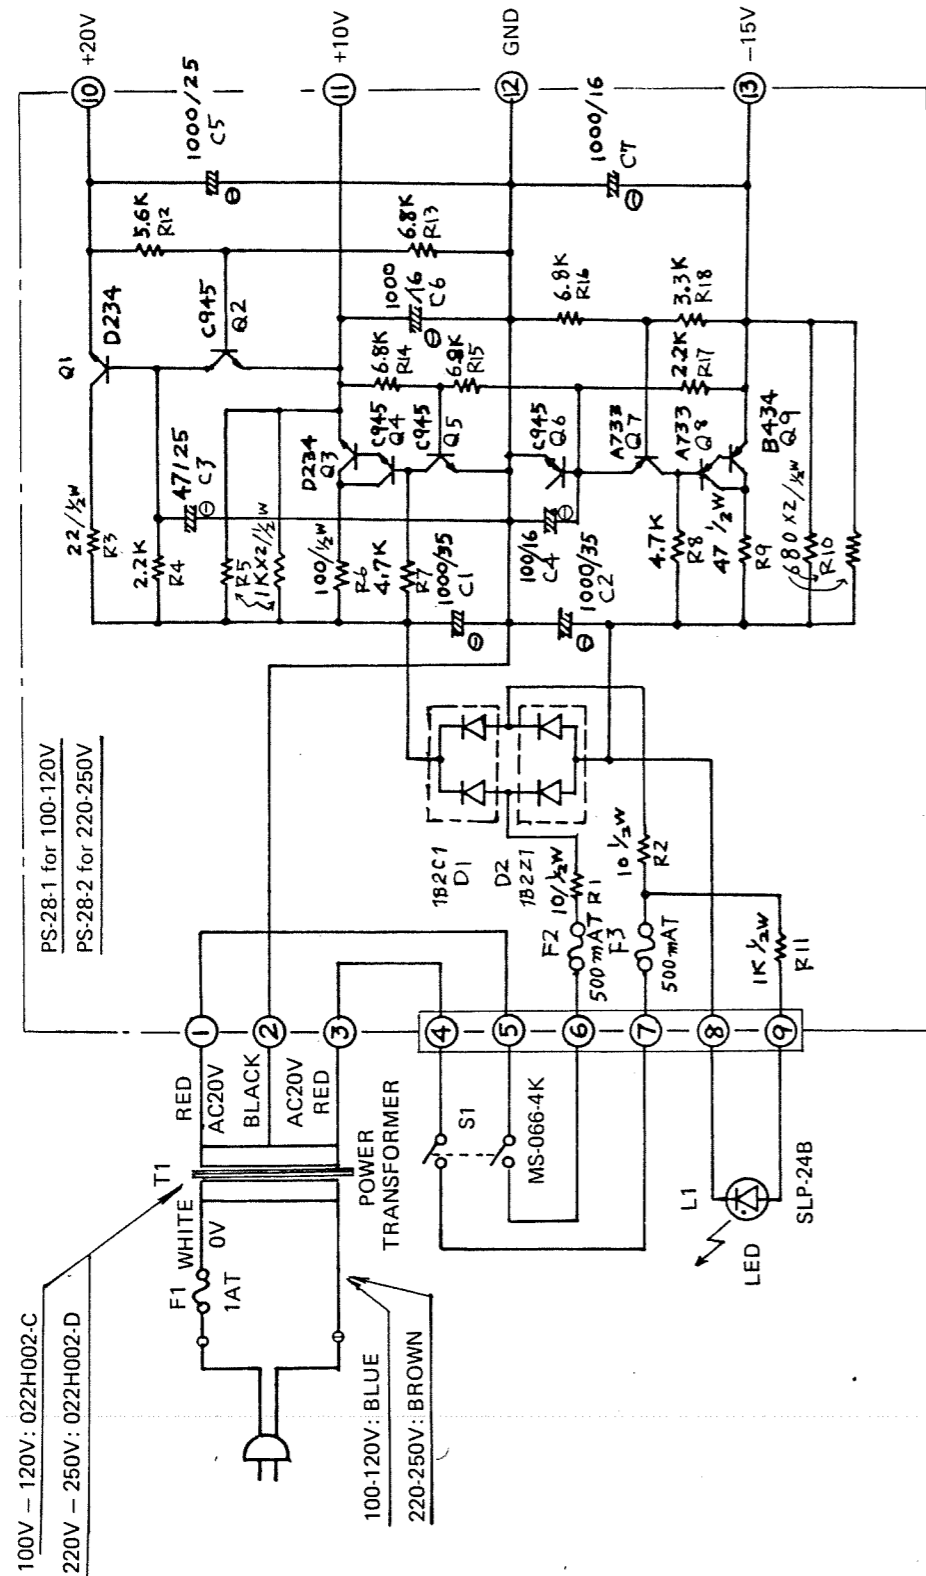 100V – 120V: 022H002-C
220V – 250V: 022H002-D
PS-28-1 for 100-120V
PS-28-2 for 220-250V
T1
F1
1AT
WHITE
0V
RED
AC20V
BLACK
AC20V
RED
POWER
TRANSFORMER
100-120V: BLUE
220-250V: BROWN
1
2
3
4
5
6
7
8
9
S1
MS-066-4K
L1
LED
SLP-24B
1B2C1
D1
D2
1B2Z1
10/½W
R1
F2
500mAT
F3
500mAT
10 ½W
R2
1K ½W
R11
22/½W
R3
2.2K
R4
47/25
C3
R5
1KX2/½W
100/½W
R6
4.7K
R7
1000/35
C1
100/16
C4
1000/35
C2
4.7K
R8
47 ½W
R9
680X2/½W
R10
Q1
D234
C945
Q2
D234
Q3
C945
Q4
C945
Q5
C945
Q6
A733
Q7
A733
Q8
B434
Q9
5.6K
R12
6.8K
R13
6.8K
R14
6.8K
R15
1000
/16
C6
6.8K
R16
2.2K
R17
3.3K
R18
1000/25
C5
1000/16
C7
10
+20V
11
+10V
12
GND
13
–15V